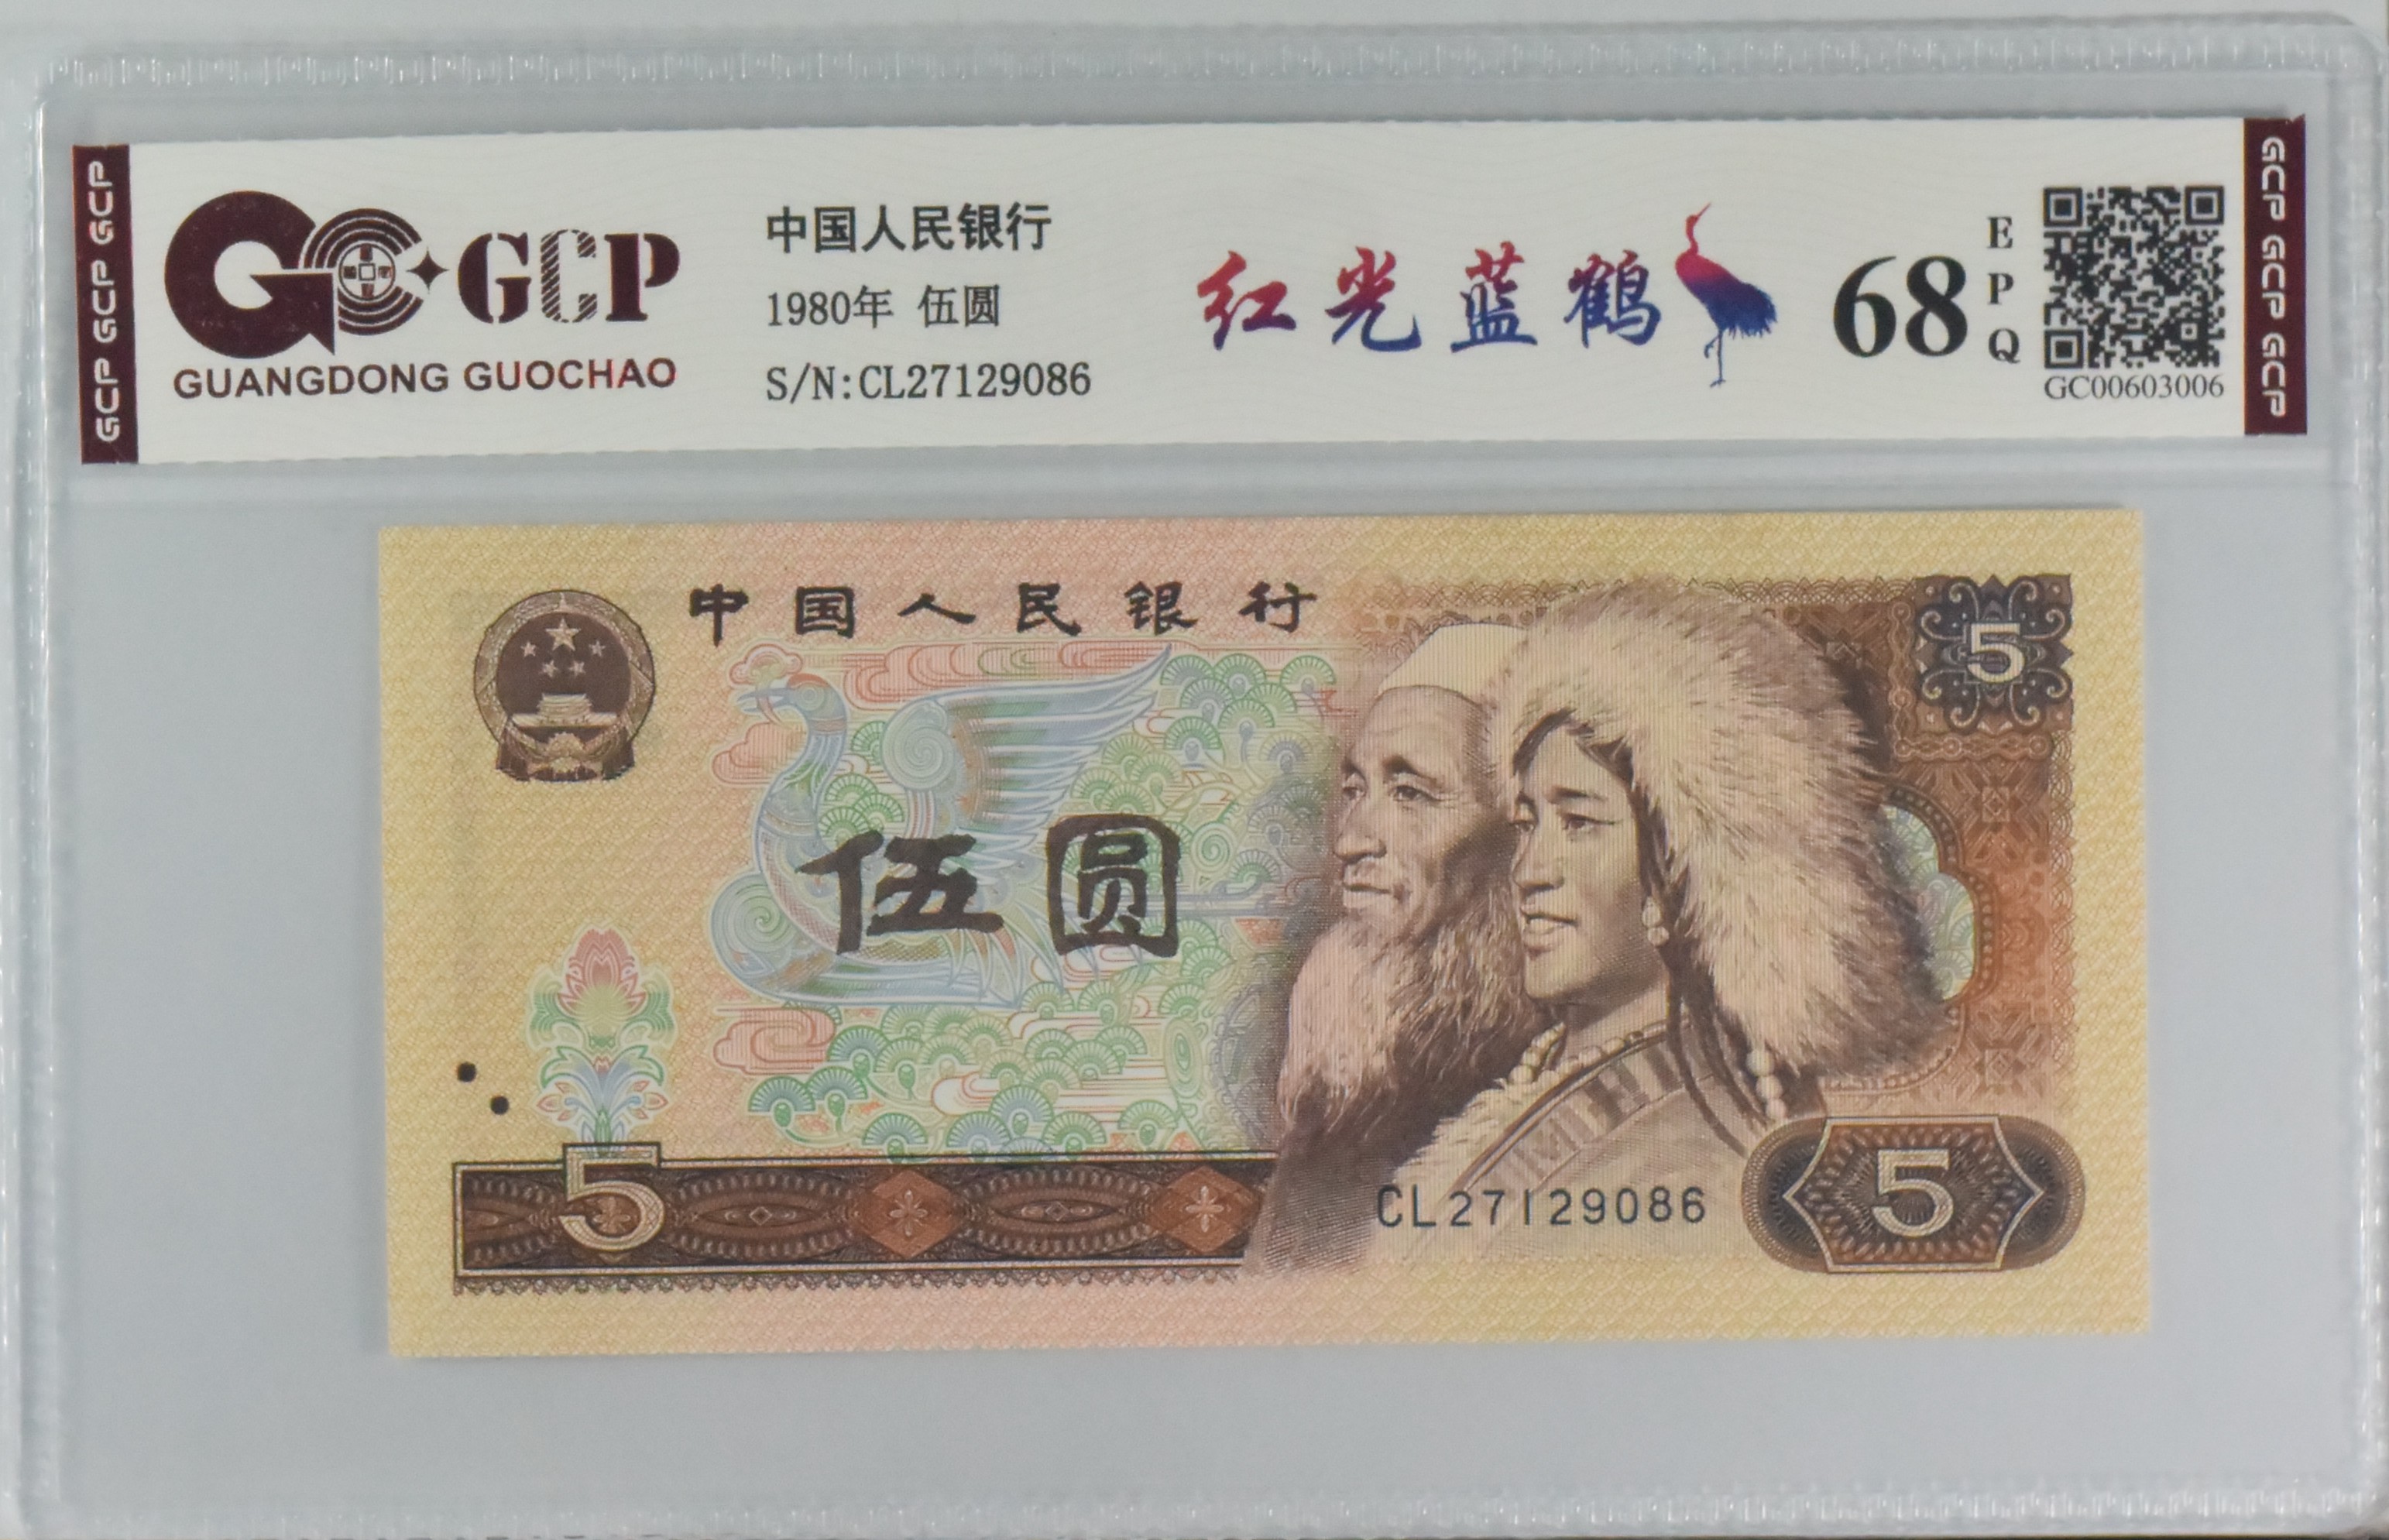 GCP GCP GCP
GCP
GUANGDONG GUOCHAO
中国人民银行
1980年 伍圆
S/N:CL27129086
红光蓝鹤
68
EPQ
GC00603006
GCP GCP GCP
中国人民银行
5
伍圆
5
CL27129086
5